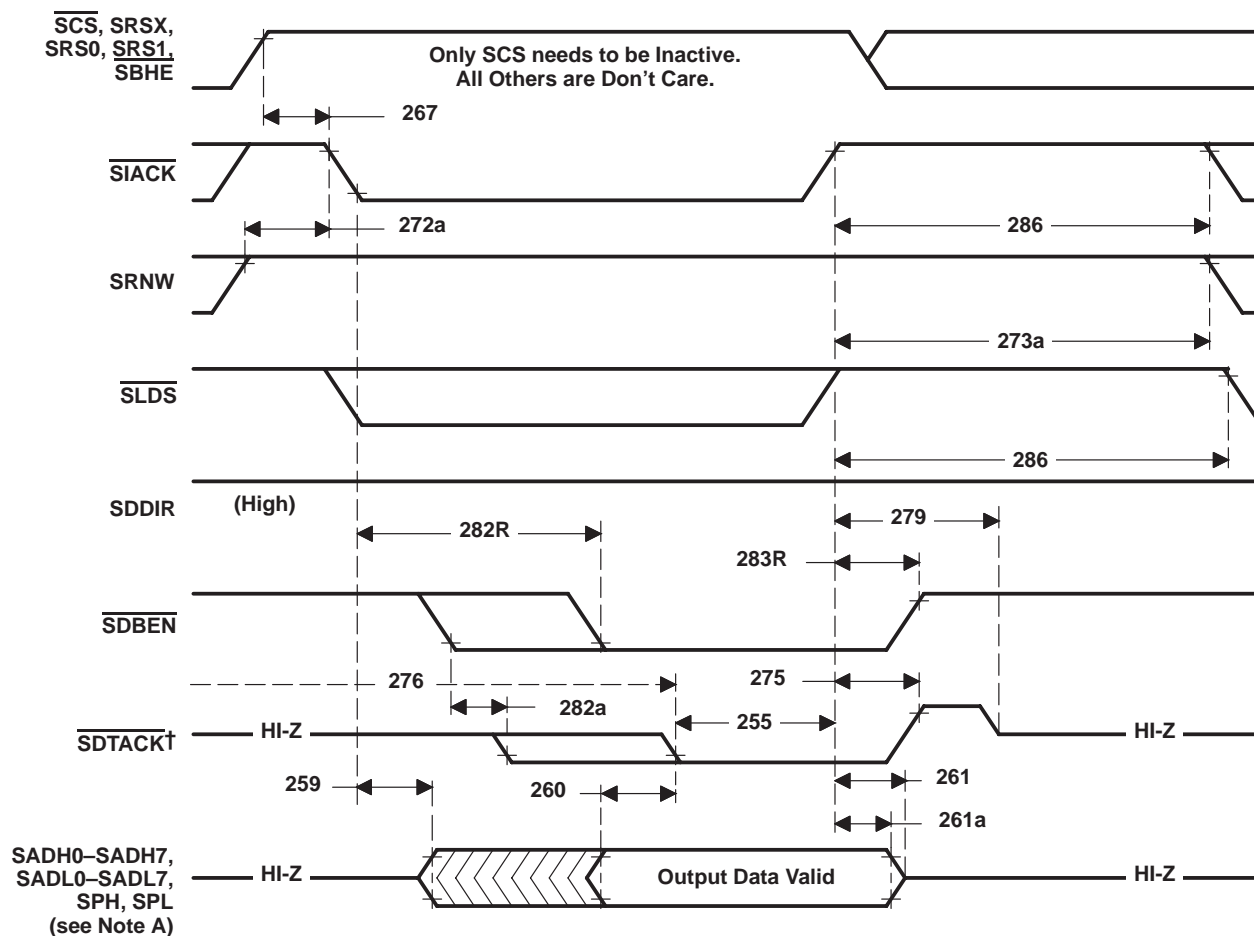 SCS, SRSX,
SRS0, SRS1,
SBHE
Only SCS needs to be Inactive.
All Others are Don't Care.
267
SIACK
272a
286
SRNW
273a
SLDS
286
SDDIR
(High)
282R
279
283R
SDBEN
276
275
282a
255
SDTACK†
HI-Z
HI-Z
259
260
261
261a
SADH0–SADH7,
SADL0–SADL7,
SPH, SPL
(see Note A)
HI-Z
Output Data Valid
HI-Z